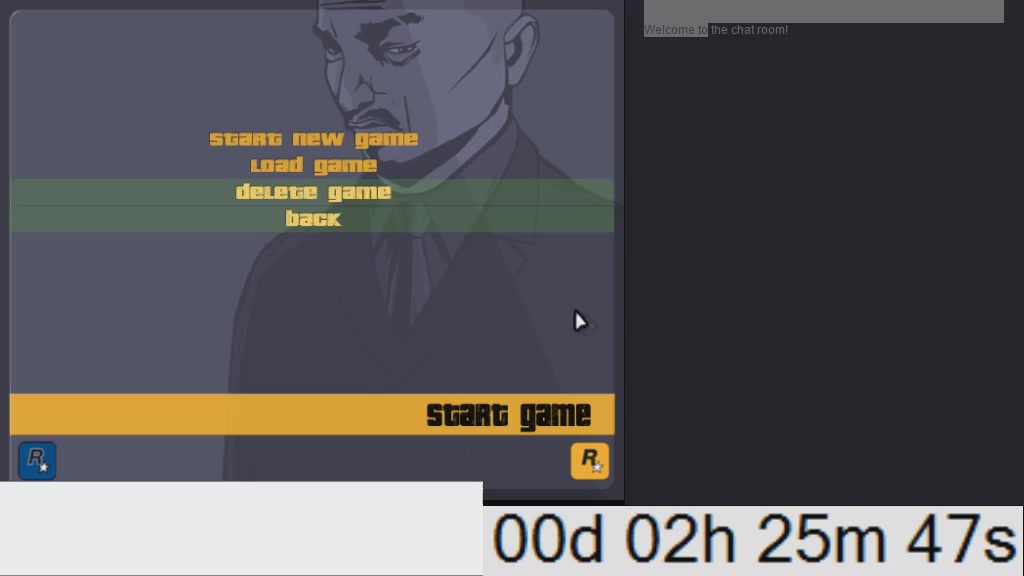 start new game
Load game
delete game
back
start game
R
R
Welcome to the chat room!
00d 02h 25m 47s